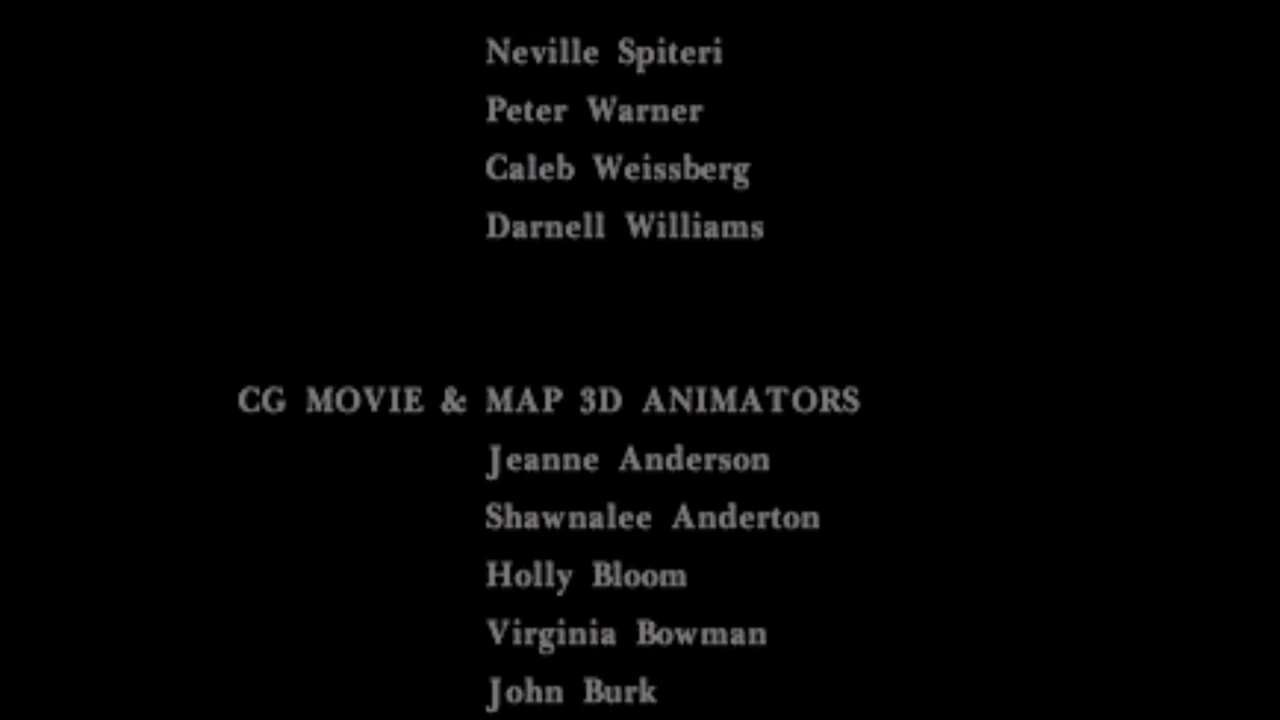 Neville Spiteri
Peter Warner
Caleb Weissberg
Darnell Williams
CG MOVIE & MAP 3D ANIMATORS
Jeanne Anderson
Shawnalee Anderton
Holly Bloom
Virginia Bowman
John Burk